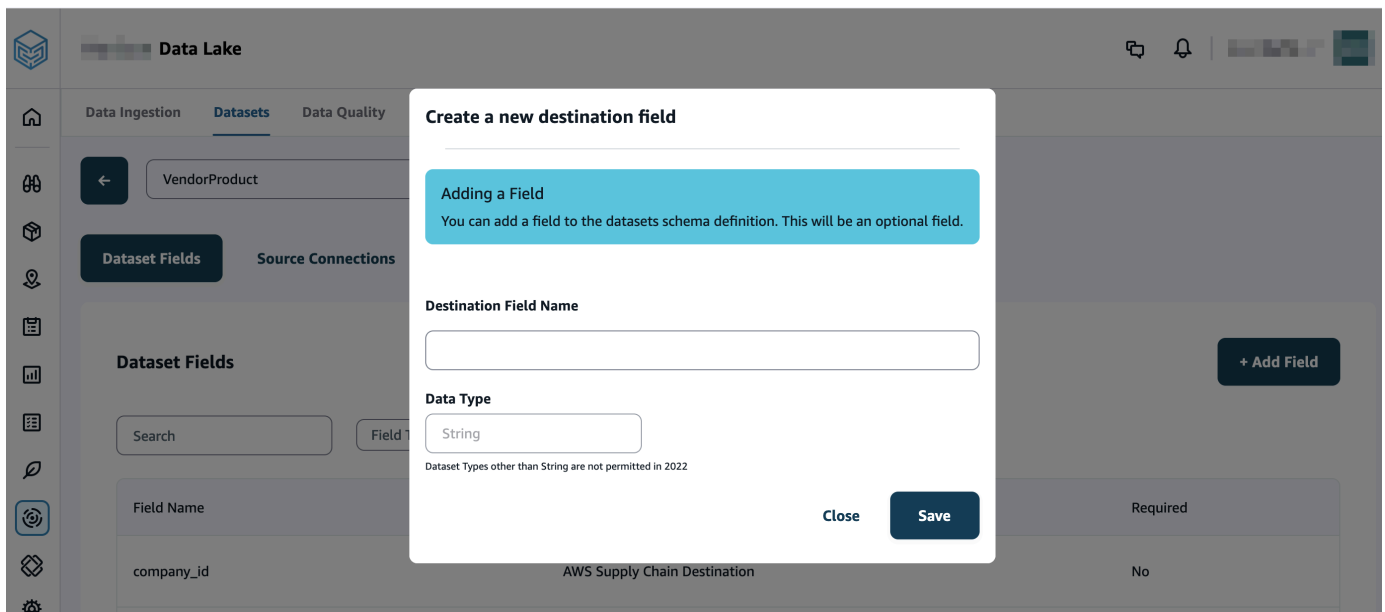 Data Lake
Data Ingestion Datasets Data Quality
VendorProduct
Dataset Fields Source Connections
Create a new destination field
Adding a Field
You can add a field to the datasets schema definition. This will be an optional field.
Destination Field Name
Data Type
String
Dataset Types other than String are not permitted in 2022
Close Save
Dataset Fields
+ Add Field
Search Field
Field Name Required
company_id AWS Supply Chain Destination No